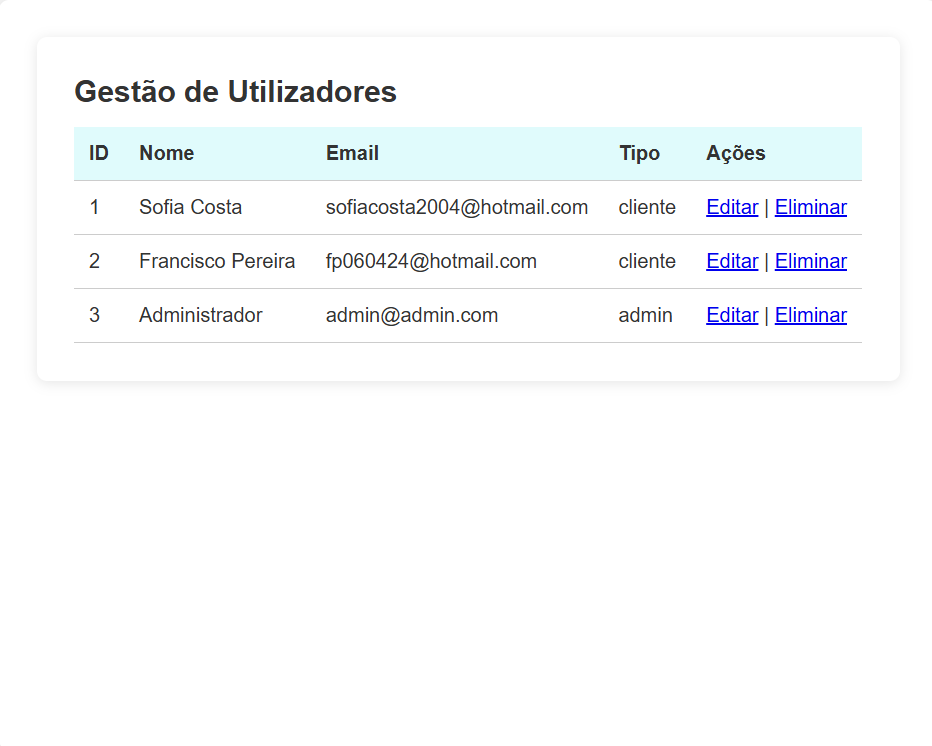 Gestão de Utilizadores
ID Nome Email Tipo Ações
1 Sofia Costa sofiacosta2004@hotmail.com cliente Editar | Eliminar
2 Francisco Pereira fp060424@hotmail.com cliente Editar | Eliminar
3 Administrador admin@admin.com admin Editar | Eliminar